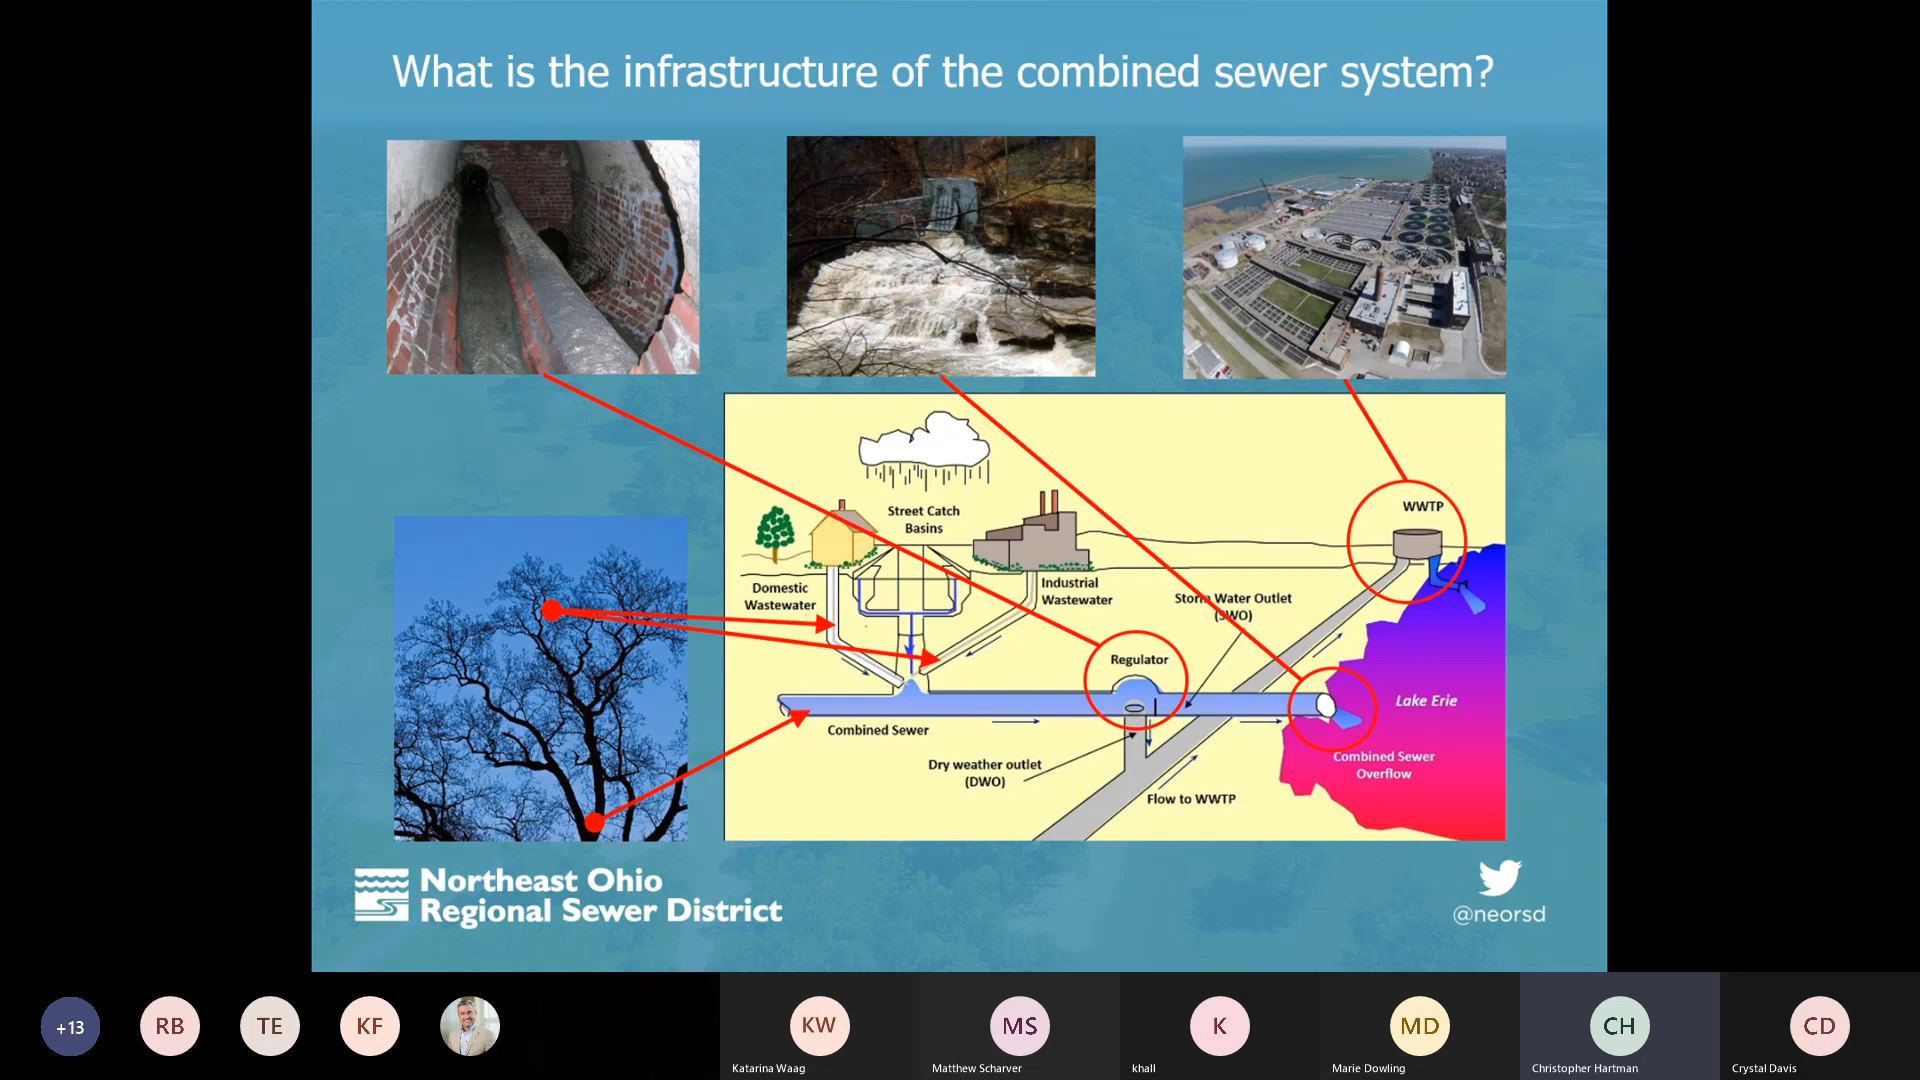 What is the infrastructure of the combined sewer system?
WWTP
Street Catch
Basins
Domestic
Wastewater
Industrial
Wastewater
Storm Water Outlet
(SWO)
Regulator
Lake Erie
Combined Sewer
Combined Sewer
Overflow
Dry weather outlet
(DWO)
Flow to WWTP
Northeast Ohio
Regional Sewer District
@neorsd
+13
RB
TE
KF
KW
MS
K
MD
CH
CD
Katarina Waag
Matthew Scharver
khall
Marie Dowling
Christopher Hartman
Crystal Davis